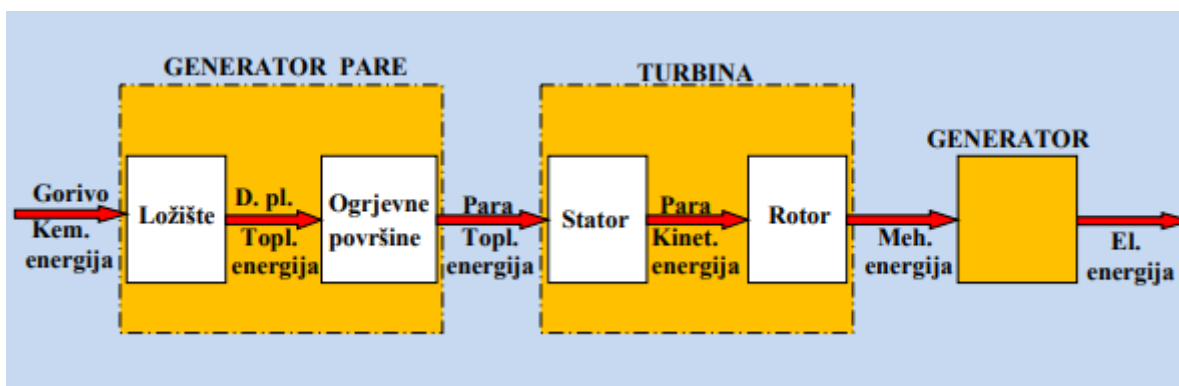 GENERATOR PARE
TURBINA
GENERATOR
Gorivo
Kem.
energija
Ložište
D. pl.
Topl.
energija
Ogrjevne
površine
Para
Topl.
energija
Stator
Para
Kinet.
energija
Rotor
Meh.
energija
El.
energija